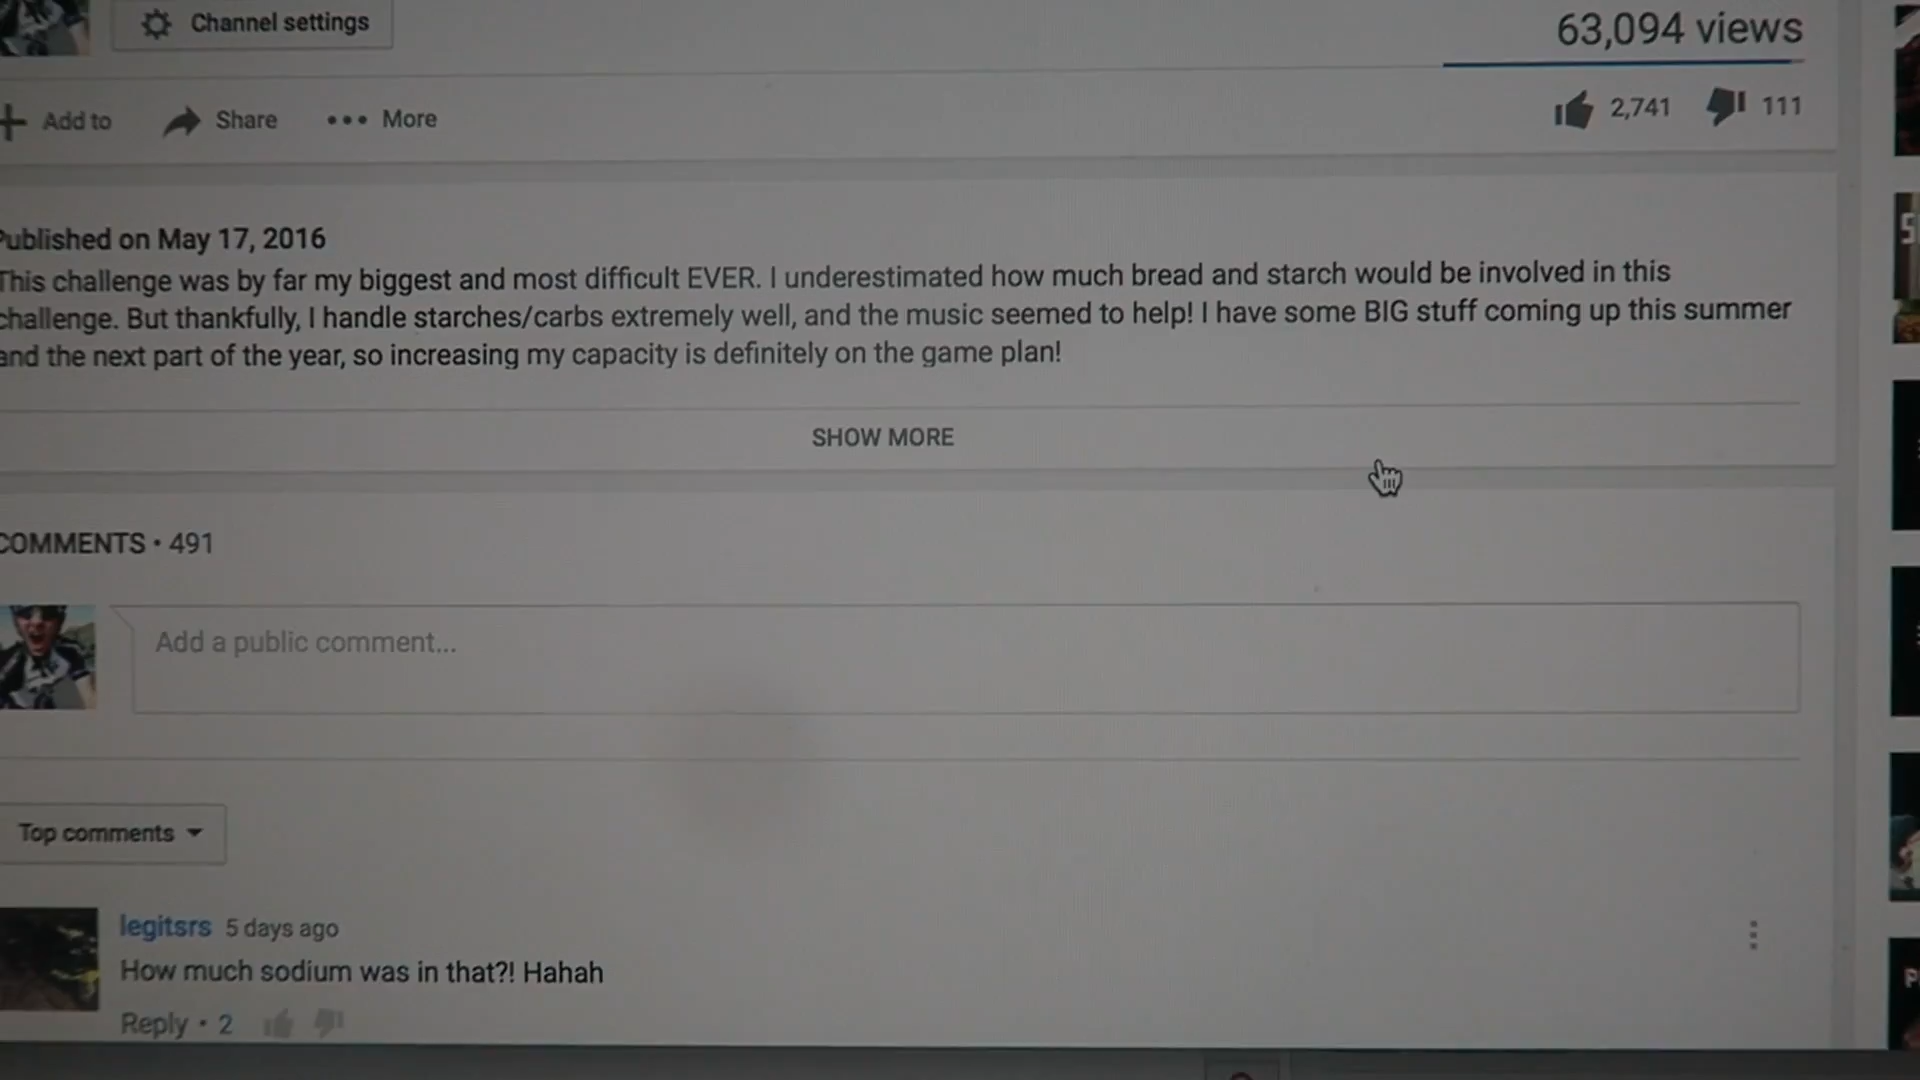 Channel settings
63,094 views
Add to
Share
More
2,741
111
Published on May 17, 2016
This challenge was by far my biggest and most difficult EVER. I underestimated how much bread and starch would be involved in this
challenge. But thankfully, I handle starches/carbs extremely well, and the music seemed to help! I have some BIG stuff coming up this summer
and the next part of the year, so increasing my capacity is definitely on the game plan!
SHOW MORE
COMMENTS • 491
Add a public comment...
Top comments
legitsrs 5 days ago
How much sodium was in that?! Hahah
Reply • 2